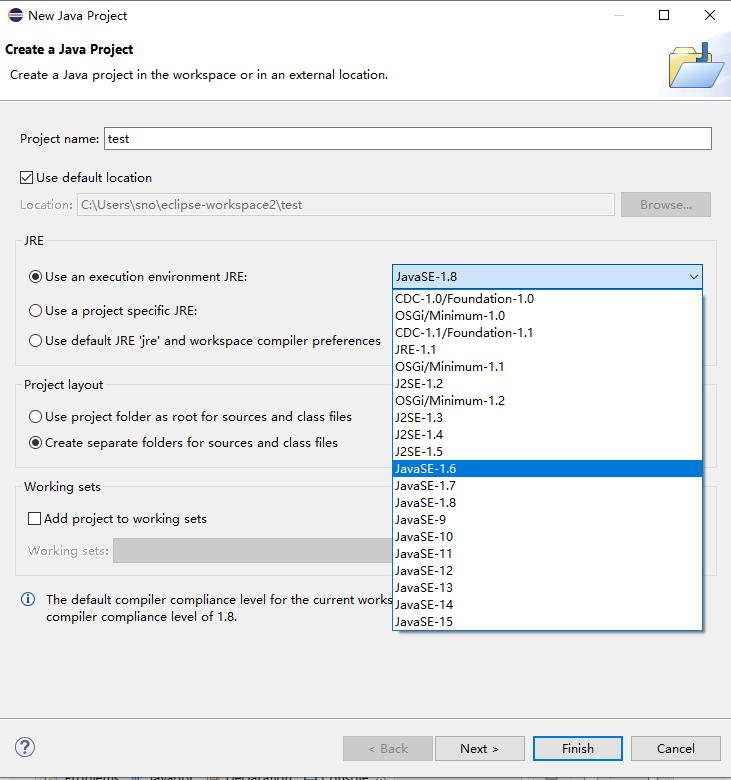 New Java Project
Create a Java Project
Create a Java project in the workspace or in an external location.
Project name: test
Use default location
Location: C:\Users\sno\eclipse-workspace2\test Browse...
JRE
Use an execution environment JRE: JavaSE-1.8
Use a project specific JRE:
Use default JRE 'jre' and workspace compiler preferences
CDC-1.0/Foundation-1.0
OSGi/Minimum-1.0
CDC-1.1/Foundation-1.1
JRE-1.1
OSGi/Minimum-1.1
J2SE-1.2
OSGi/Minimum-1.2
J2SE-1.3
J2SE-1.4
J2SE-1.5
JavaSE-1.6
JavaSE-1.7
JavaSE-1.8
JavaSE-9
JavaSE-10
JavaSE-11
JavaSE-12
JavaSE-13
JavaSE-14
JavaSE-15
Project layout
Use project folder as root for sources and class files
Create separate folders for sources and class files
Working sets
Add project to working sets
Working sets:
The default compiler compliance level for the current works
compiler compliance level of 1.8.
? < Back Next > Finish Cancel